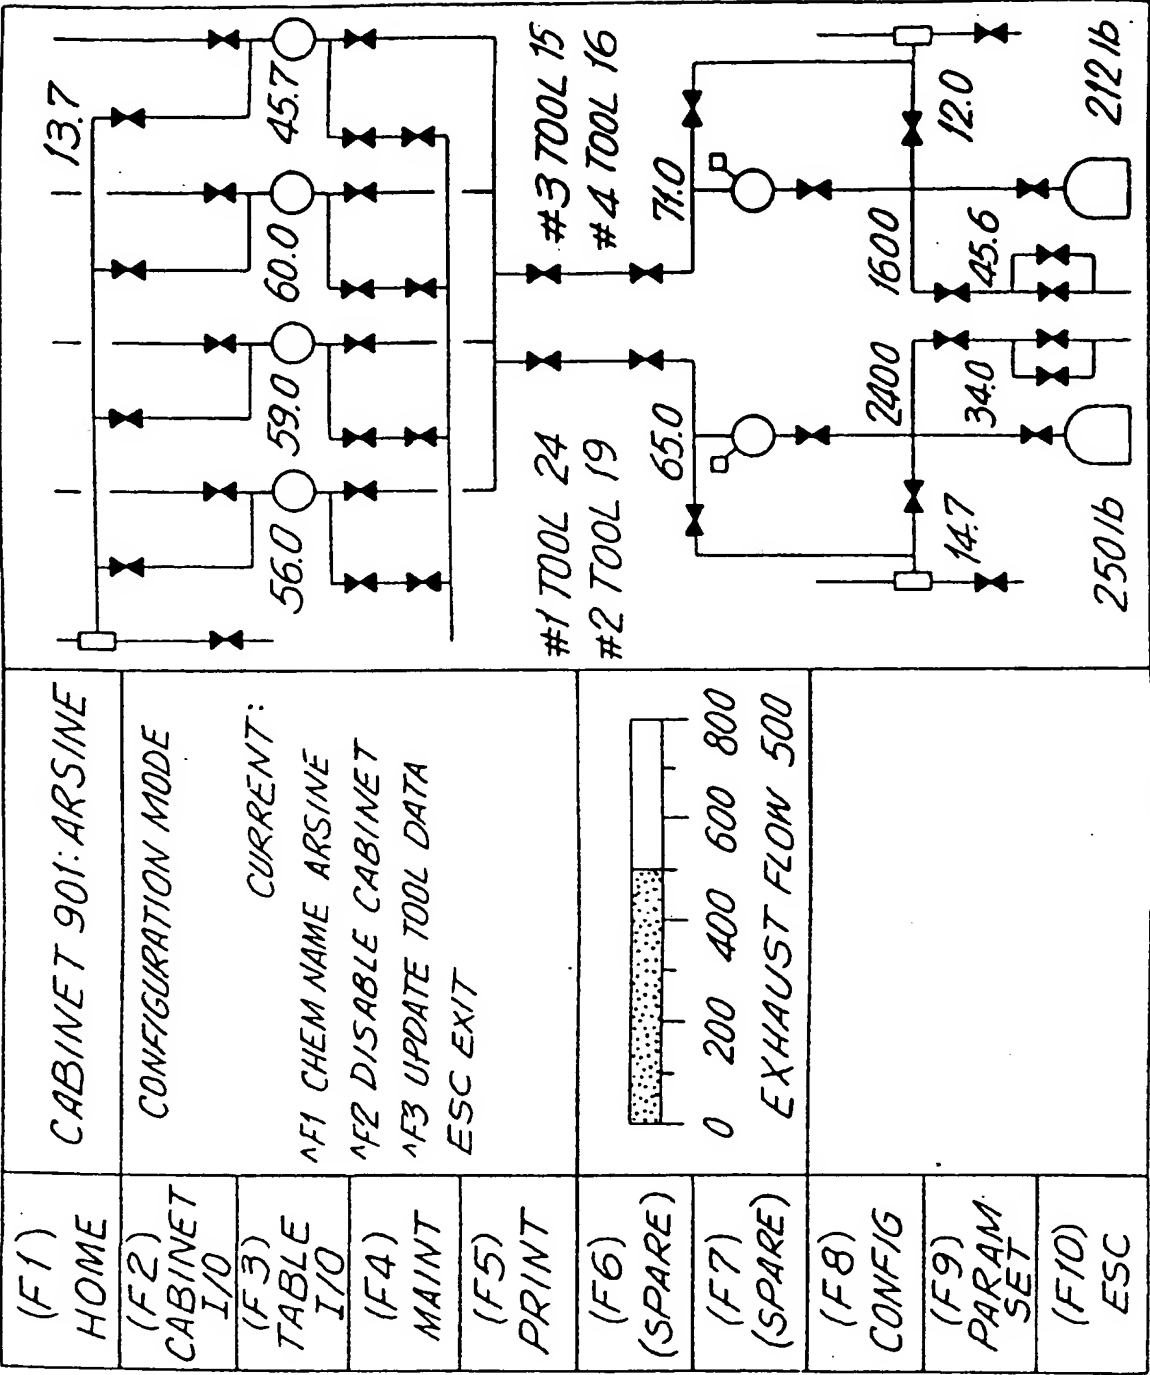 (F1)
HOME
(F2)
CABINET
I/O
(F3)
TABLE
I/O
(F4)
MAINT
(F5)
PRINT
(F6)
(SPARE)
(F7)
(SPARE)
(F8)
CONFIG
(F9)
PARAM
SET
(F10)
ESC
CABINET 901: ARSINE
CONFIGURATION MODE
CURRENT:
^F1 CHEM NAME ARSINE
^F2 DISABLE CABINET
^F3 UPDATE TOOL DATA
ESC EXIT
0 200 400 600 800
EXHAUST FLOW 500
13.7
56.0 59.0 60.0 45.7
#1 TOOL 24
#2 TOOL 19
#3 TOOL 15
#4 TOOL 16
65.0
71.0
2400
1600
14.7
34.0
45.6
12.0
250 lb
212 lb